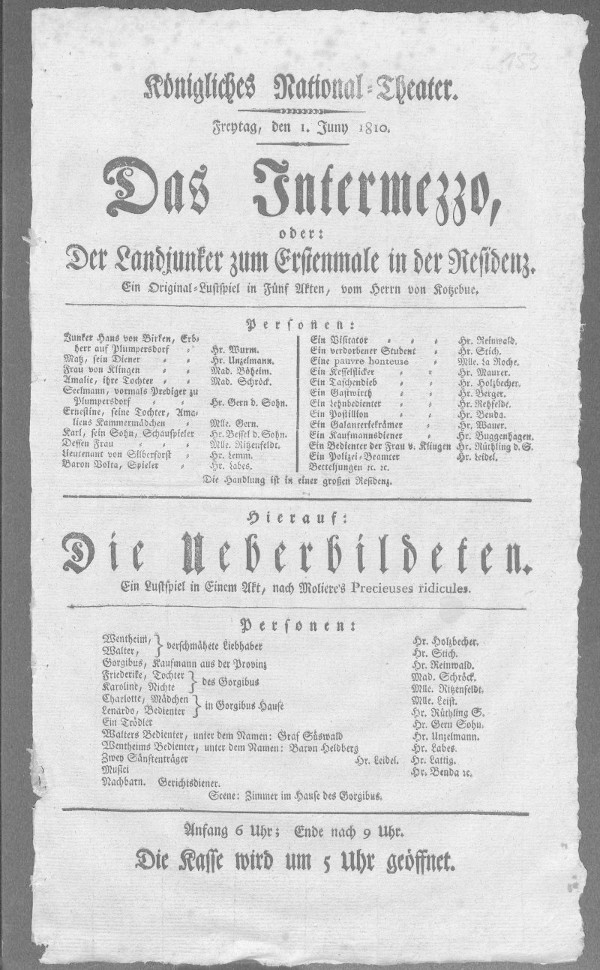 153
Königliches National-Theater.
Freytag, den 1. Juny 1810.
Das Intermezzo,
oder:
Der Landjunker zum Erstenmale in der Residenz.
Ein Original-Lustspiel in Fünf Akten, vom Herrn von Kotzebue.
Personen:
Junker Hans von Birken, Erb-
herr auf Plumpersdorf Hr. Wurm.
Matz, sein Diener Hr. Unzelmann.
Frau von Klingen Mad. Böheim.
Amalie, ihre Tochter Mad. Schröck.
Seelmann, vormals Prediger zu
Plumpersdorf Hr. Gern d. Sohn.
Ernestine, seine Tochter, Ama-
liens Kammermädchen Mlle. Gern.
Karl, sein Sohn, Schauspieler Hr. Bessel d. Sohn.
Dessen Frau Mlle. Ritzenfeldt.
Lieutenant von Silberforst Hr. Lemm.
Baron Volta, Spieler Hr. Labes.
Ein Visitator Hr. Reinwald.
Ein verdorbener Student Hr. Stich.
Eine pauvre honteuse Mlle. la Roche.
Ein Kesselflicker Hr. Maurer.
Ein Taschendieb Hr. Holzbecher.
Ein Gastwirth Hr. Berger.
Ein Lehnbedienter Hr. Rehfeldt.
Ein Postillon Hr. Benda.
Ein Galanteriekrämer Hr. Wauer.
Ein Kaufmannsdiener Hr. Buggenhagen.
Ein Bedienter der Frau v. Klingen Hr. Rüthling d. S.
Ein Polizei-Beamter Hr. Leidel.
Betteljungen ec. ec.
Die Handlung ist in einer großen Residenz.
Hierauf:
Die Ueberbildeten.
Ein Lustspiel in Einem Akt, nach Moliere's Precieuses ridicules.
Personen:
Wentheim, } verschmähete Liebhaber Hr. Holzbecher.
Walter, Hr. Stich.
Gorgibus, Kaufmann aus der Provinz Hr. Reinwald.
Friederike, Tochter } des Gorgibus Mad. Schröck.
Karoline, Nichte Mlle. Ritzenfeldt.
Charlotte, Mädchen } in Gorgibus Hause Mlle. Leist.
Lenardo, Bedienter Hr. Rüthling S.
Ein Trödler Hr. Gern Sohn.
Walters Bedienter, unter dem Namen: Graf Süswald Hr. Unzelmann.
Wentheims Bedienter, unter dem Namen: Baron Heldberg Hr. Labes.
Zwey Sänftenträger Hr. Leidel. Hr. Lattig.
Musici Hr. Benda ec.
Nachbarn. Gerichtsdiener.
Scene: Zimmer im Hause des Gorgibus.
Anfang 6 Uhr; Ende nach 9 Uhr.
Die Kasse wird um 5 Uhr geöffnet.